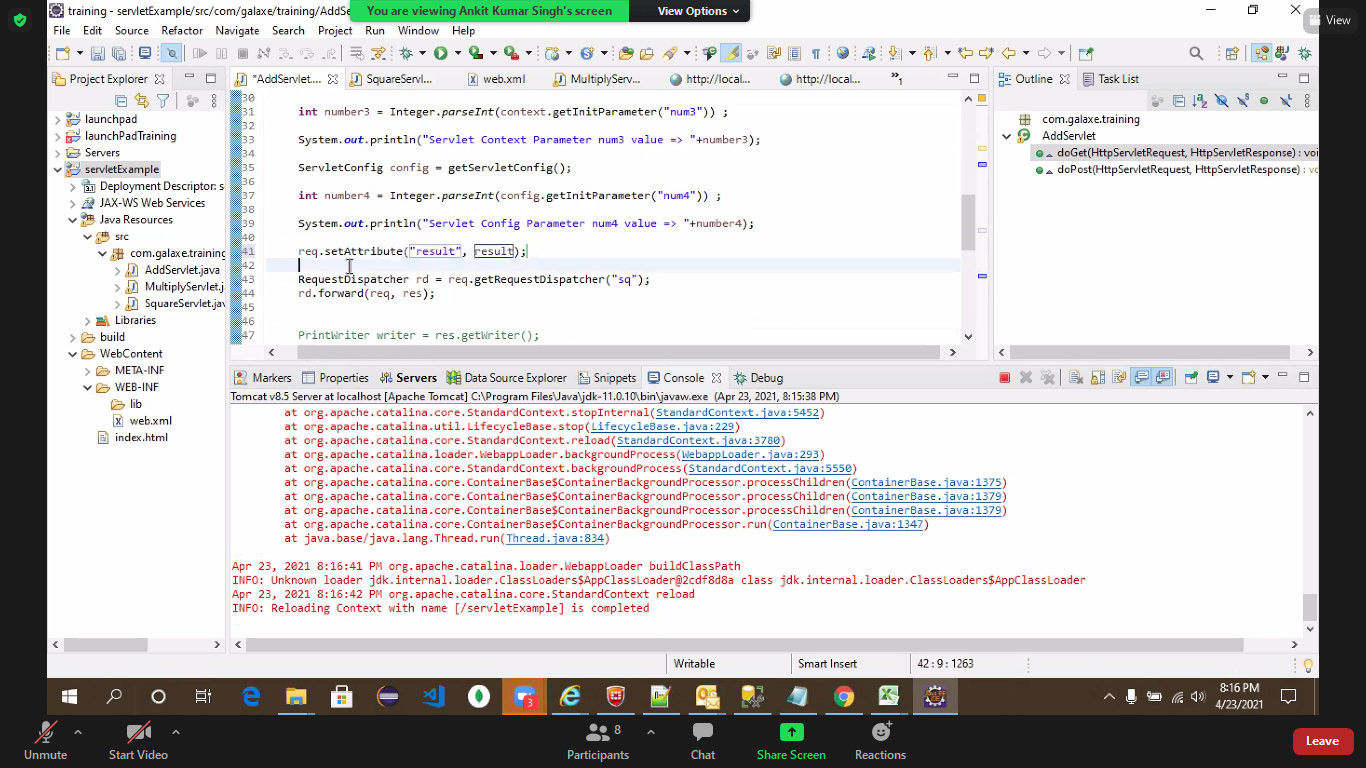 You are viewing Ankit Kumar Singh's screen
View Options
View
training - servletExample/src/com/galaxe/training/AddSe
File Edit Source Refactor Navigate Search Project Run Window Help
Project Explorer
*AddServlet....
SquareServl...
web.xml
MultiplyServ...
http://local...
http://local...
»1
Outline
Task List
launchpad
launchPadTraining
Servers
servletExample
Deployment Descriptor: s
JAX-WS Web Services
Java Resources
src
com.galaxe.training
AddServlet.java
MultiplyServlet.j
SquareServlet.jav
Libraries
build
WebContent
META-INF
WEB-INF
lib
web.xml
index.html
30
31 int number3 = Integer.parseInt(context.getInitParameter("num3")) ;
32
33 System.out.println("Servlet Context Parameter num3 value => "+number3);
34
35 ServletConfig config = getServletConfig();
36
37 int number4 = Integer.parseInt(config.getInitParameter("num4")) ;
38
39 System.out.println("Servlet Config Parameter num4 value => "+number4);
40
41 req.setAttribute("result", result);
42
43 RequestDispatcher rd = req.getRequestDispatcher("sq");
44 rd.forward(req, res);
45
46
47 PrintWriter writer = res.getWriter();
com.galaxe.training
AddServlet
doGet(HttpServletRequest, HttpServletResponse) : voi
doPost(HttpServletRequest, HttpServletResponse) : vo
Markers
Properties
Servers
Data Source Explorer
Snippets
Console
Debug
Tomcat v8.5 Server at localhost [Apache Tomcat] C:\Program Files\Java\jdk-11.0.10\bin\javaw.exe (Apr 23, 2021, 8:15:38 PM)
at org.apache.catalina.core.StandardContext.stopInternal(StandardContext.java:5452)
at org.apache.catalina.util.LifecycleBase.stop(LifecycleBase.java:229)
at org.apache.catalina.core.StandardContext.reload(StandardContext.java:3780)
at org.apache.catalina.loader.WebappLoader.backgroundProcess(WebappLoader.java:293)
at org.apache.catalina.core.StandardContext.backgroundProcess(StandardContext.java:5550)
at org.apache.catalina.core.ContainerBase$ContainerBackgroundProcessor.processChildren(ContainerBase.java:1375)
at org.apache.catalina.core.ContainerBase$ContainerBackgroundProcessor.processChildren(ContainerBase.java:1379)
at org.apache.catalina.core.ContainerBase$ContainerBackgroundProcessor.processChildren(ContainerBase.java:1379)
at org.apache.catalina.core.ContainerBase$ContainerBackgroundProcessor.run(ContainerBase.java:1347)
at java.base/java.lang.Thread.run(Thread.java:834)
Apr 23, 2021 8:16:41 PM org.apache.catalina.loader.WebappLoader buildClassPath
INFO: Unknown loader jdk.internal.loader.ClassLoaders$AppClassLoader@2cdf8d8a class jdk.internal.loader.ClassLoaders$AppClassLoader
Apr 23, 2021 8:16:42 PM org.apache.catalina.core.StandardContext reload
INFO: Reloading Context with name [/servletExample] is completed
Writable
Smart Insert
42 : 9 : 1263
3
8:16 PM
4/23/2021
Unmute
Start Video
Participants 8
Chat
Share Screen
Reactions
Leave